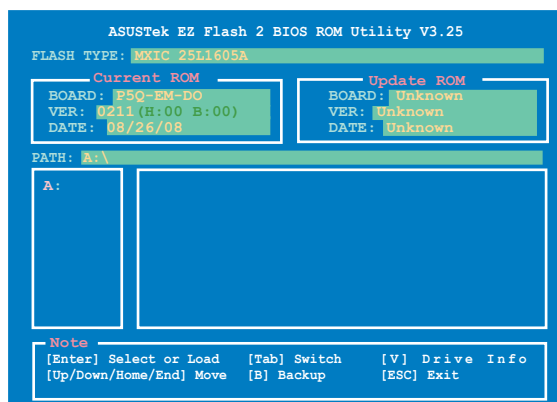 ASUSTek EZ Flash 2 BIOS ROM Utility V3.25
FLASH TYPE: MXIC 25L1605A
Current ROM
BOARD: P5Q-EM-DO
VER: 0211(H:00 B:00)
DATE: 08/26/08
Update ROM
BOARD: Unknown
VER: Unknown
DATE: Unknown
PATH: A:\
A:
Note
[Enter] Select or Load [Tab] Switch [V] Drive Info
[Up/Down/Home/End] Move [B] Backup [ESC] Exit